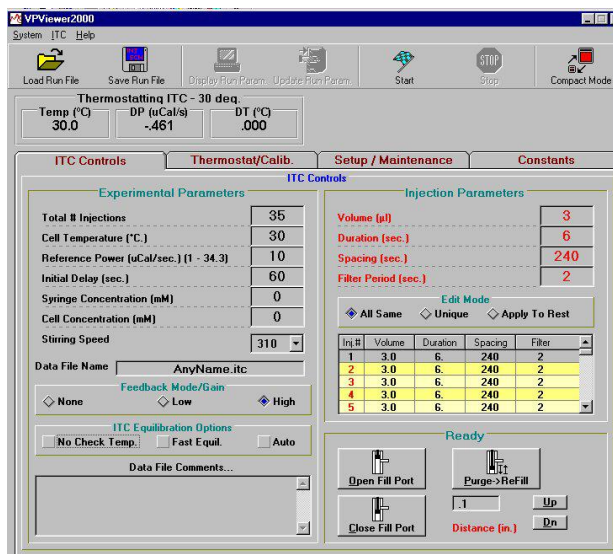 VPViewer2000
System ITC Help
Load Run File Save Run File Display Run Param. Update Run Param. Start Stop Compact Mode
Thermostatting ITC - 30 deg.
Temp (°C) DP (uCal/s) DT (°C)
30.0 -.461 .000
ITC Controls Thermostat/Calib. Setup / Maintenance Constants
ITC Controls
Experimental Parameters
Total # Injections 35
Cell Temperature (°C.) 30
Reference Power (uCal/sec.) (1 - 34.3) 10
Initial Delay (sec.) 60
Syringe Concentration (mM) 0
Cell Concentration (mM) 0
Stirring Speed 310
Data File Name AnyName.itc
Feedback Mode/Gain
None Low High
ITC Equilibration Options
No Check Temp. Fast Equil. Auto
Data File Comments...
Injection Parameters
Volume (µl) 3
Duration (sec.) 6
Spacing (sec.) 240
Filter Period (sec.) 2
Edit Mode
All Same Unique Apply To Rest
Inj.# Volume Duration Spacing Filter
1 3.0 6. 240 2
2 3.0 6. 240 2
3 3.0 6. 240 2
4 3.0 6. 240 2
5 3.0 6. 240 2
Ready
Open Fill Port Purge->ReFill
Close Fill Port .1 Up
Distance (in.) Dn